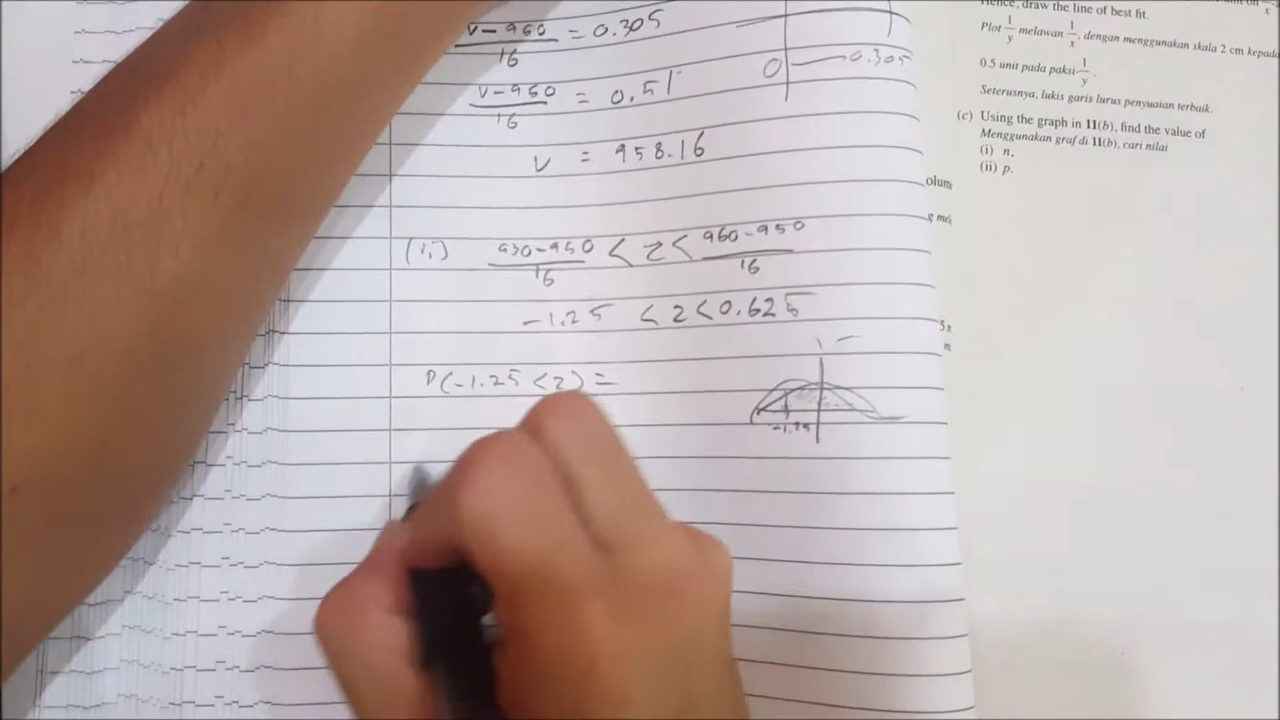 v - 950 / 16 = 0.305
0 0.305
v - 950 / 16 = 0.51
v = 958.16
(ii) 930-950 / 16 < z < 960-950 / 16
-1.25 < z < 0.625
P(-1.25 < z) =
-1.25
Hence, draw the line of best fit.
Plot 1/y melawan 1/x, dengan menggunakan skala 2 cm kepada
0.5 unit pada paksi-1/y.
Seterusnya, lukis garis lurus penyuaian terbaik.
(c) Using the graph in 11(b), find the value of
Menggunakan graf di 11(b), cari nilai
(i) n,
(ii) p.